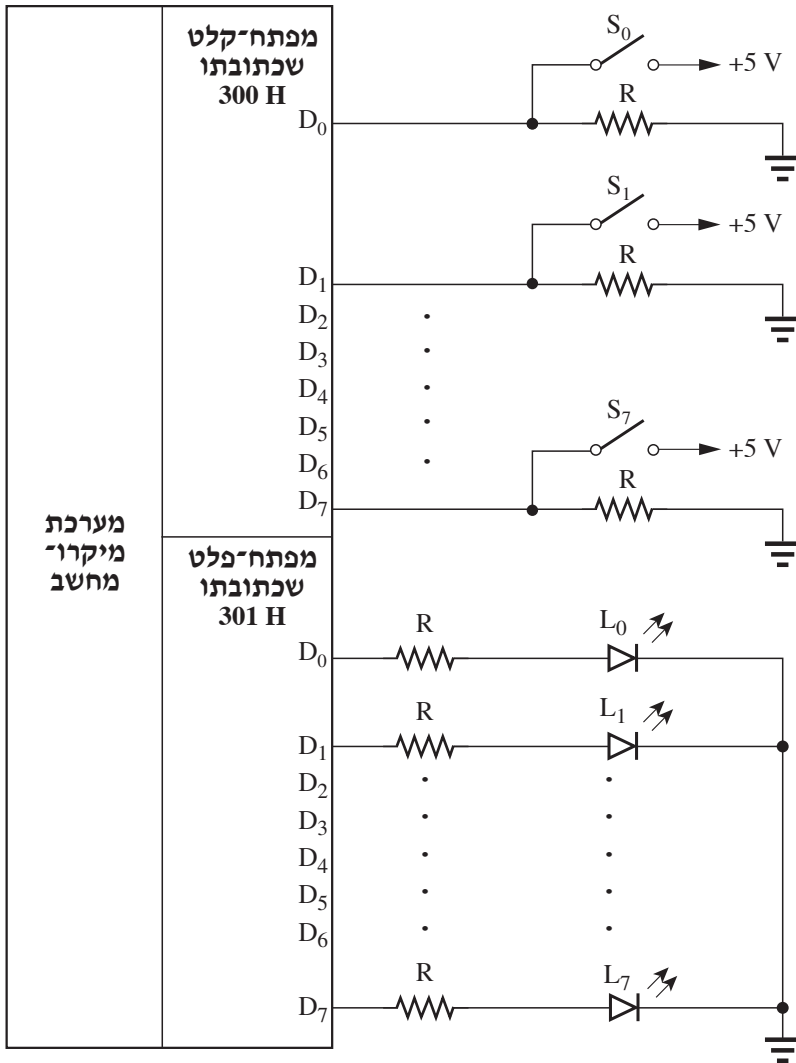 מפתח־קלט
שכתובתו
300 H
S₀
+5 V
R
D₀
S₁
+5 V
R
D₁
D₂
D₃
D₄
D₅
D₆
S₇
+5 V
R
D₇
מערכת
מיקרו־
מחשב
מפתח־פלט
שכתובתו
301 H
R
L₀
D₀
R
L₁
D₁
D₂
D₃
D₄
D₅
D₆
R
L₇
D₇